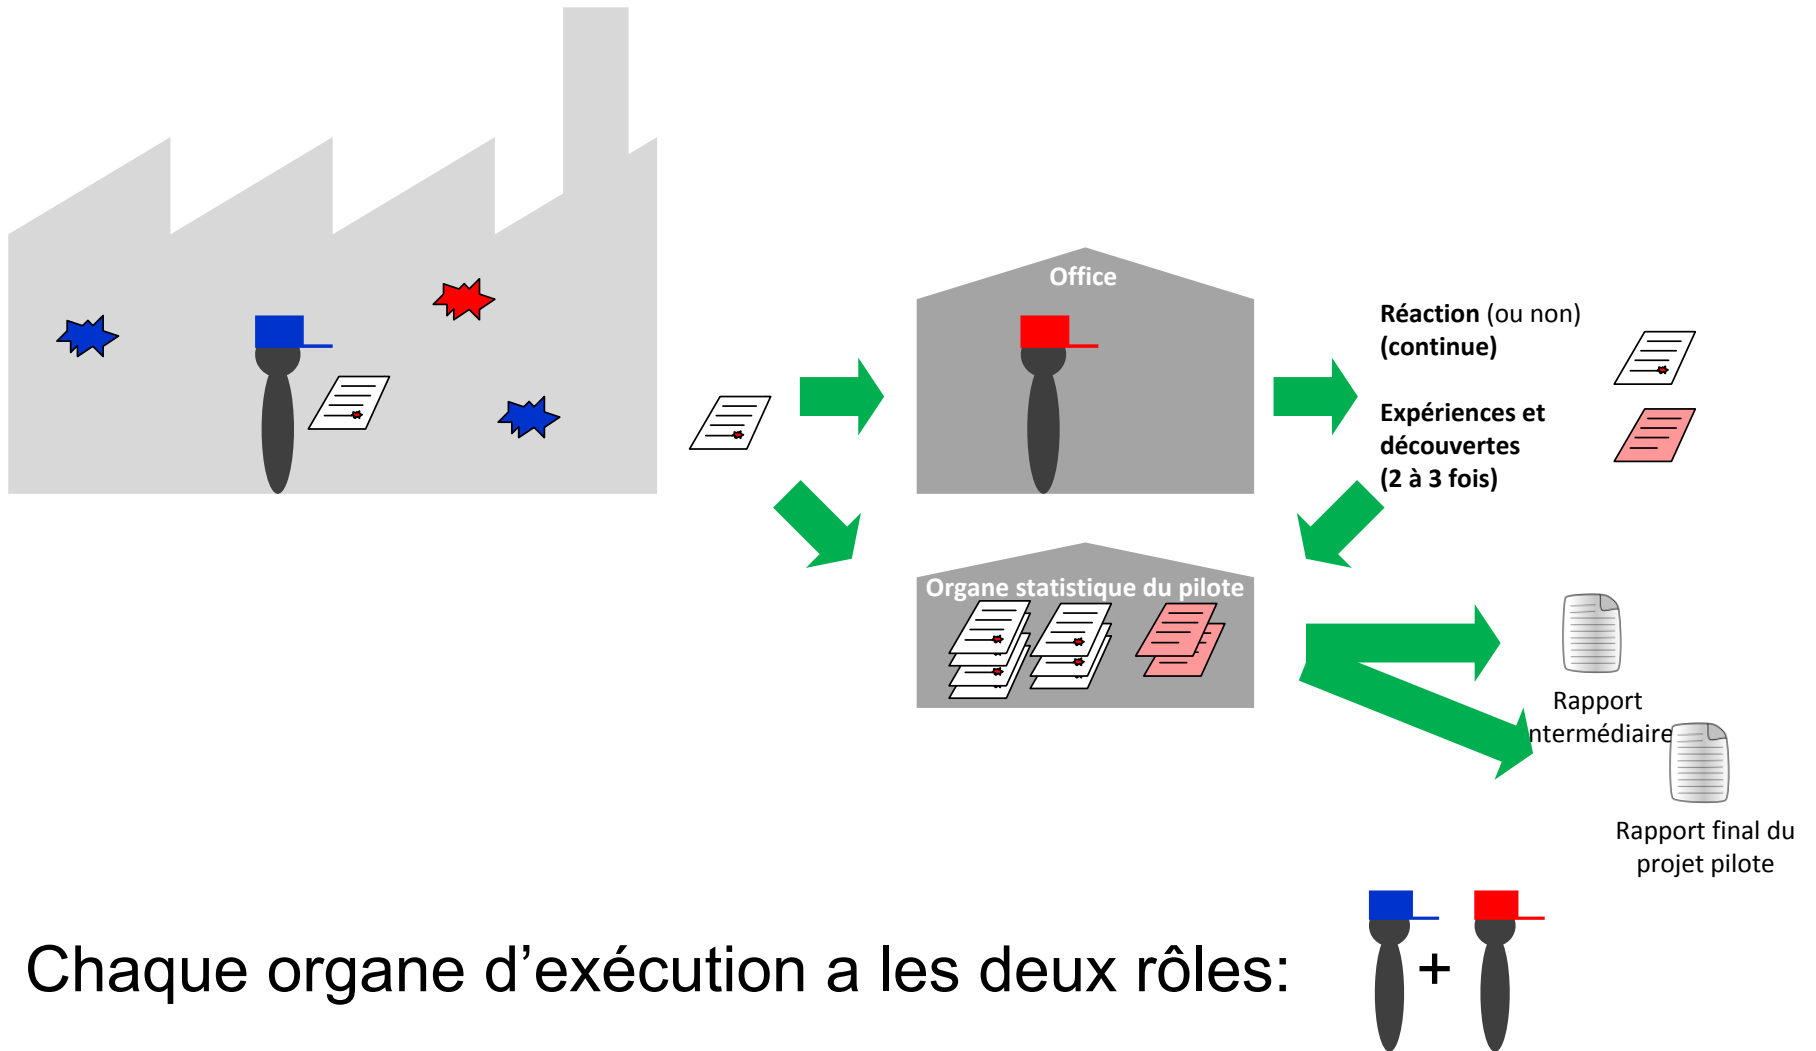 Office
Réaction (ou non)
(continue)
Expériences et
découvertes
(2 à 3 fois)
Organe statistique du pilote
Rapport
ntermédiaire
Rapport final du
projet pilote
Chaque organe d’exécution a les deux rôles:
+